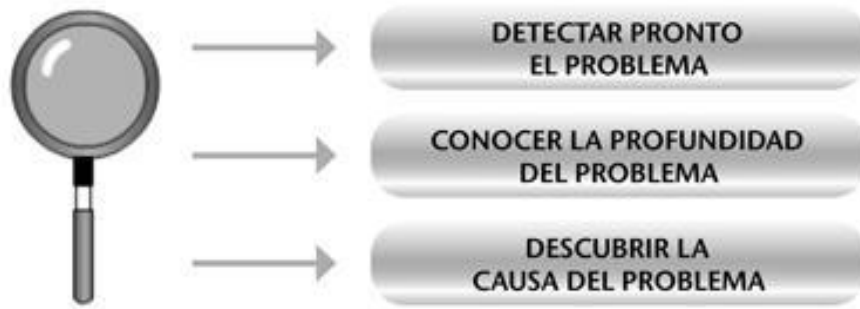 DETECTAR PRONTO
EL PROBLEMA
CONOCER LA PROFUNDIDAD
DEL PROBLEMA
DESCUBRIR LA
CAUSA DEL PROBLEMA